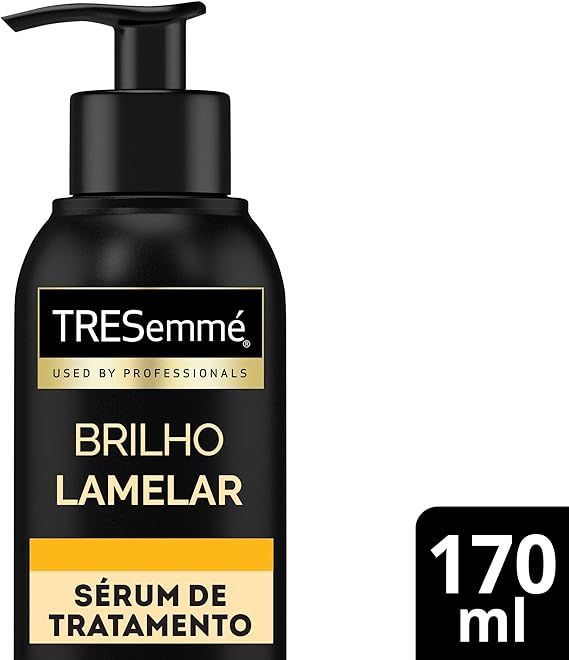 TRESemmé®
USED BY PROFESSIONALS
BRILHO
LAMELAR
SÉRUM DE
TRATAMENTO
170
ml